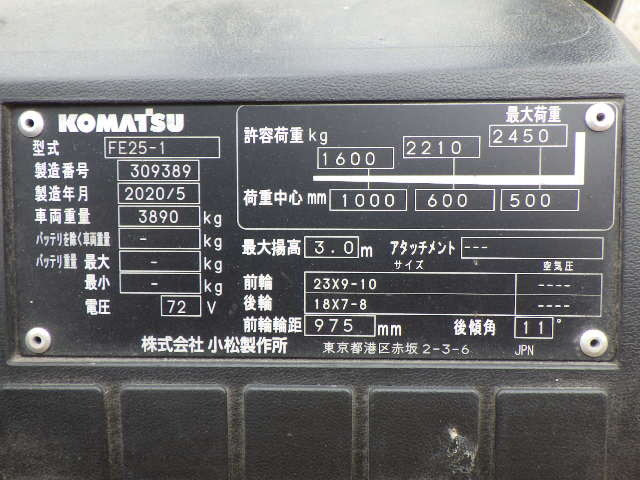 KOMATSU
型式 FE25-1
製造番号 309389
製造年月 2020/5
車両重量 3890 kg
バッテリを除く車両重量 - kg
バッテリ重量 最大 - kg
最小 - kg
電圧 72 V
最大荷重
許容荷重 kg 1600 2210 2450
荷重中心 mm 1000 600 500
最大揚高 3.0 m アタッチメント ---
サイズ 空気圧
前輪 23X9-10 ----
後輪 18X7-8 ----
前輪輪距 975 mm 後傾角 11°
株式会社 小松製作所 東京都港区赤坂 2-3-6 JPN